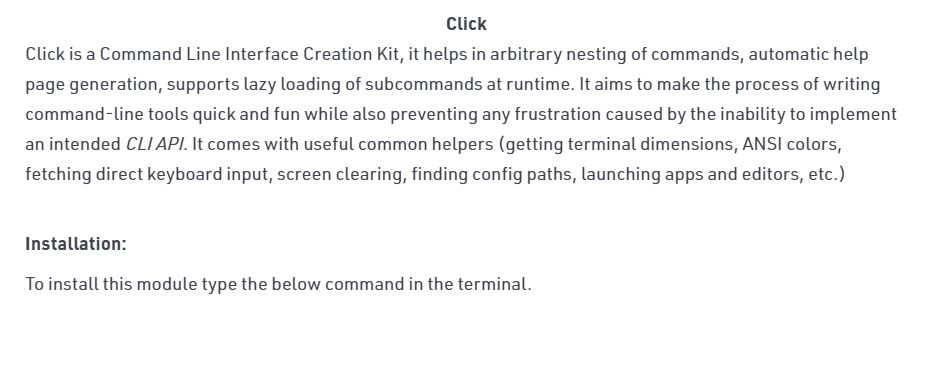 Click
Click is a Command Line Interface Creation Kit, it helps in arbitrary nesting of commands, automatic help
page generation, supports lazy loading of subcommands at runtime. It aims to make the process of writing
command-line tools quick and fun while also preventing any frustration caused by the inability to implement
an intended CLI API. It comes with useful common helpers (getting terminal dimensions, ANSI colors,
fetching direct keyboard input, screen clearing, finding config paths, launching apps and editors, etc.)
Installation:
To install this module type the below command in the terminal.